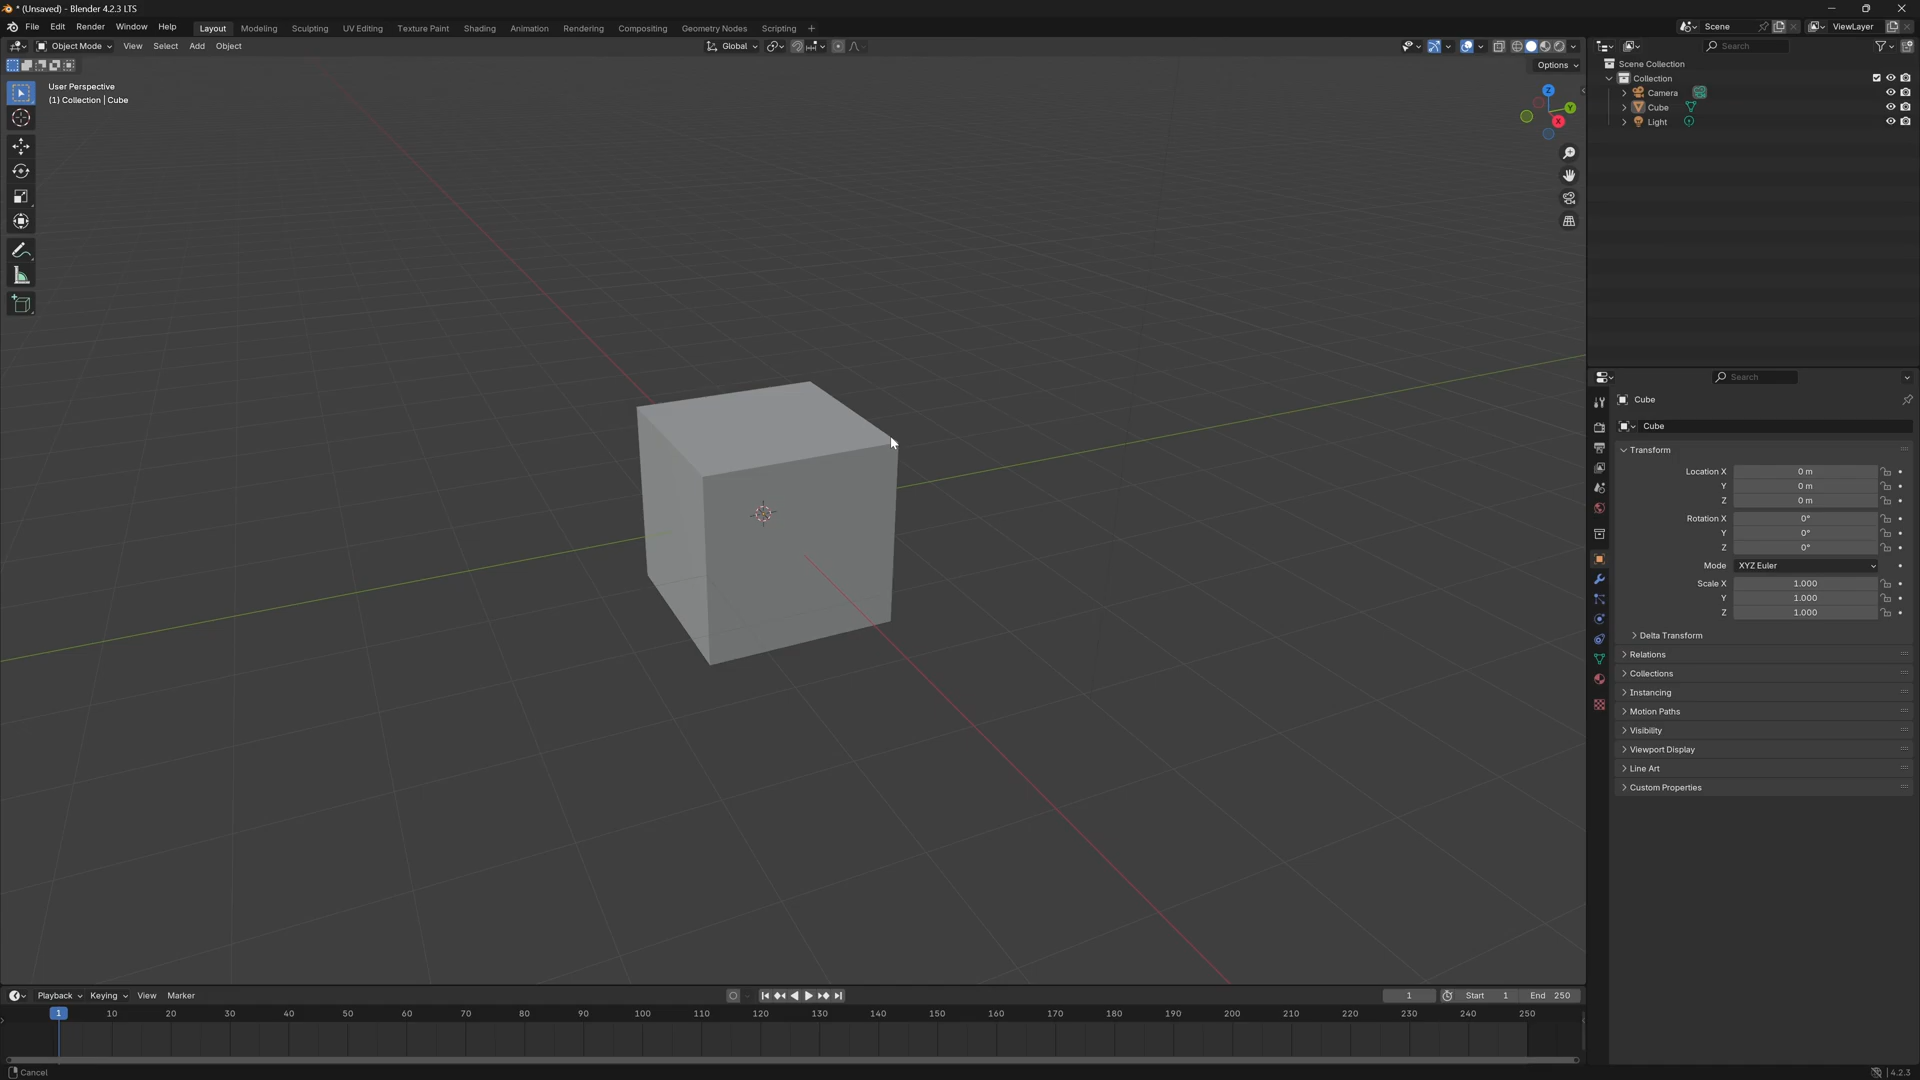 * (Unsaved) - Blender 4.2.3 LTS
File Edit Render Window Help Layout Modeling Sculpting UV Editing Texture Paint Shading Animation Rendering Compositing Geometry Nodes Scripting + Scene ViewLayer
Object Mode View Select Add Object Global Search
Options
User Perspective
(1) Collection | Cube
Z
Y
X
Scene Collection
Collection
Camera
Cube
Light
Search
Cube
Cube
Transform
Location X 0 m
Y 0 m
Z 0 m
Rotation X 0°
Y 0°
Z 0°
Mode XYZ Euler
Scale X 1.000
Y 1.000
Z 1.000
Delta Transform
Relations
Collections
Instancing
Motion Paths
Visibility
Viewport Display
Line Art
Custom Properties
Playback Keying View Marker 1 Start 1 End 250
1 10 20 30 40 50 60 70 80 90 100 110 120 130 140 150 160 170 180 190 200 210 220 230 240 250
Cancel 4.2.3